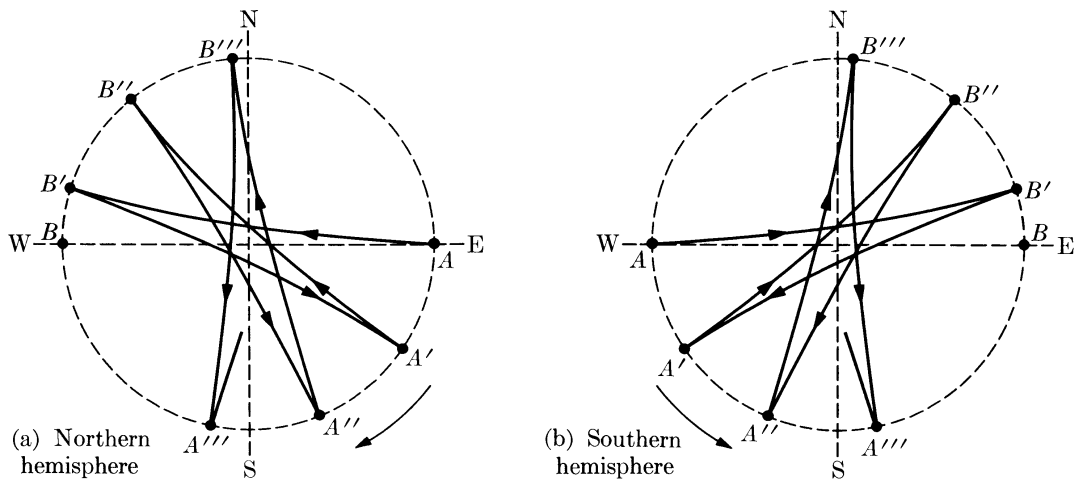 N
B′′′
B′′
B′
B
W
E
A
A′
A′′
A′′′
S
(a) Northern
hemisphere
N
B′′′
B′′
B′
B
W
E
A
A′
A′′
A′′′
S
(b) Southern
hemisphere